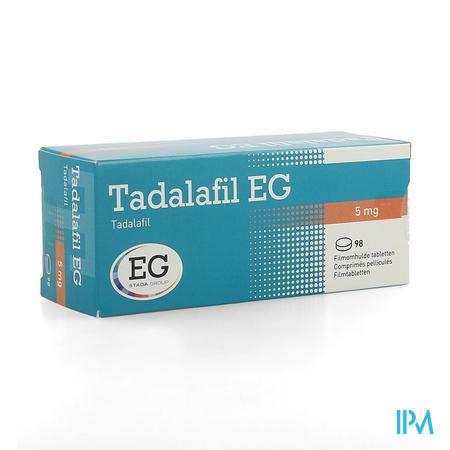 Tadalafil EG
Tadalafil
5 mg
EG
STADA GROUP
98
Filmomhulde tabletten
Comprimés pelliculés
Filmtabletten
Tadalafil EG
Tadalafil
5 mg
IPM